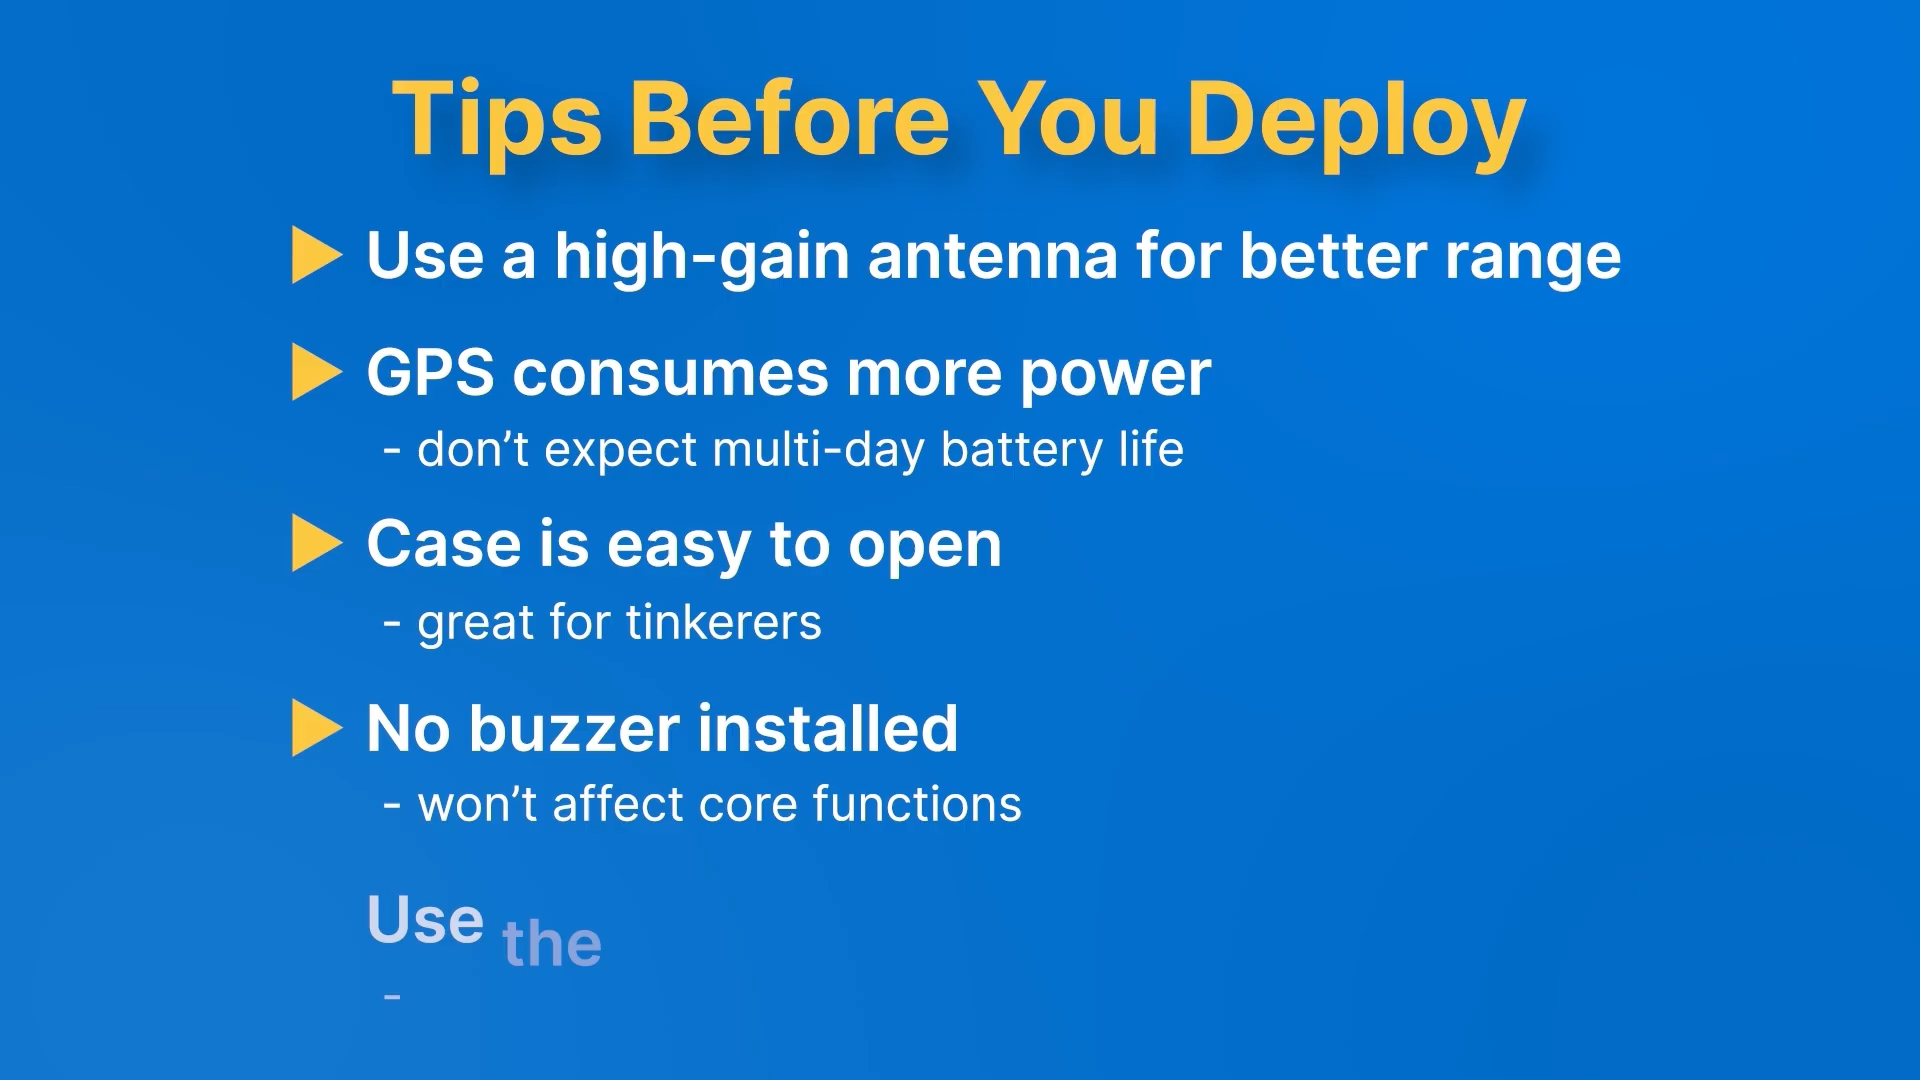 Tips Before You Deploy
Use a high-gain antenna for better range
GPS consumes more power
- don’t expect multi-day battery life
Case is easy to open
- great for tinkerers
No buzzer installed
- won’t affect core functions
Use the
-